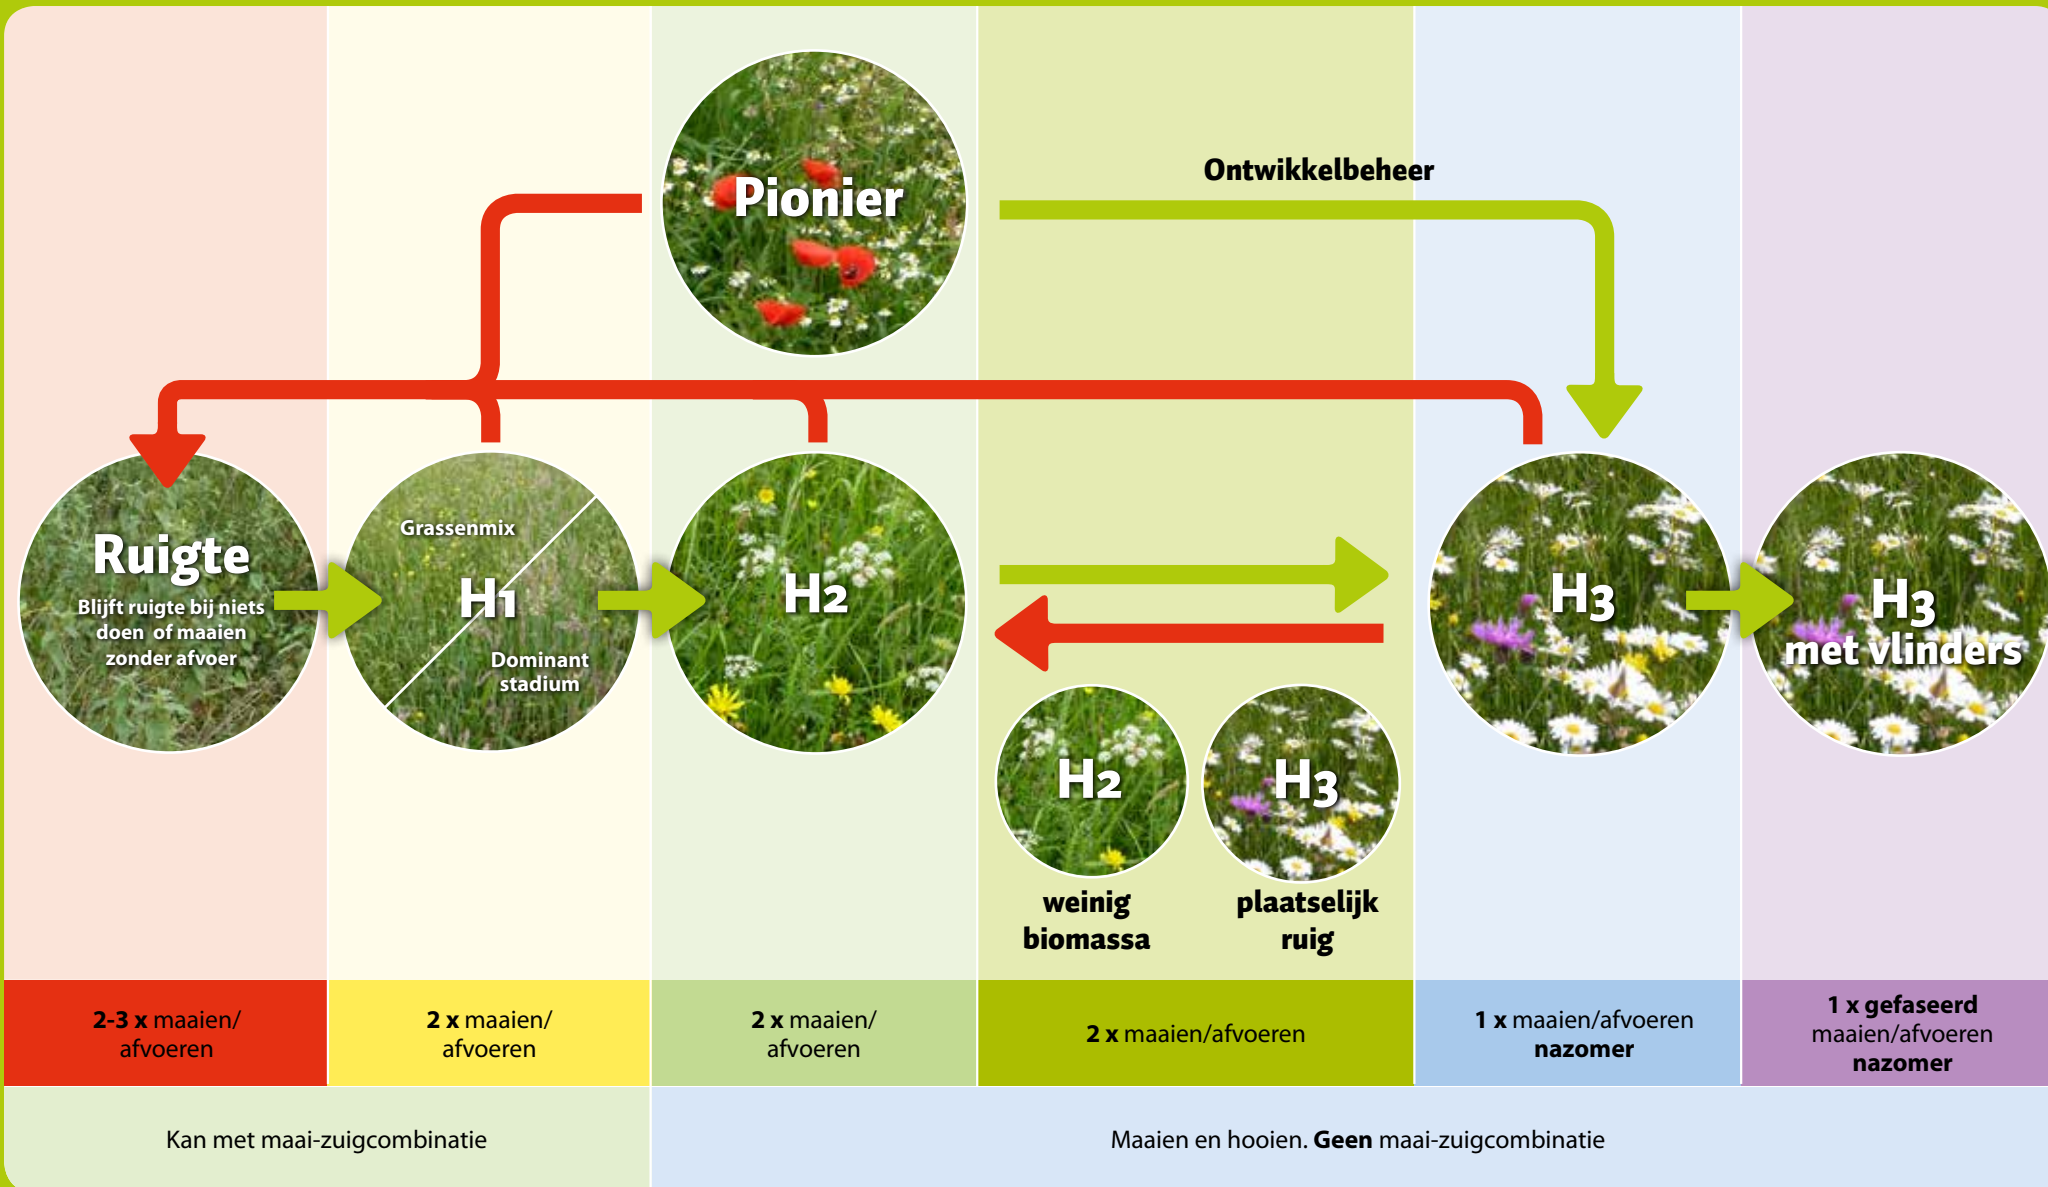 Pionier
Ontwikkelbeheer
Ruigte
Blijft ruigte bij niets
doen of maaien
zonder afvoer
Grassenmix
H1
Dominant
stadium
H2
H3
H3
met vlinders
H2
weinig
biomassa
H3
plaatselijk
ruig
2-3 x maaien/
afvoeren
2 x maaien/
afvoeren
2 x maaien/
afvoeren
2 x maaien/afvoeren
1 x maaien/afvoeren
nazomer
1 x gefaseerd
maaien/afvoeren
nazomer
Kan met maai-zuigcombinatie
Maaien en hooien. Geen maai-zuigcombinatie